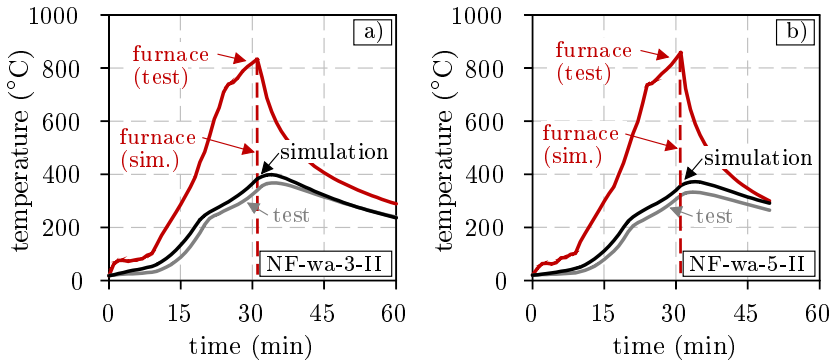 1000
800
600
400
200
0
temperature (°C)
a)
furnace
(test)
furnace
(sim.)
simulation
test
NF-wa-3-II
0 15 30 45 60
time (min)
1000
800
600
400
200
0
temperature (°C)
b)
furnace
(test)
furnace
(sim.)
simulation
test
NF-wa-5-II
0 15 30 45 60
time (min)